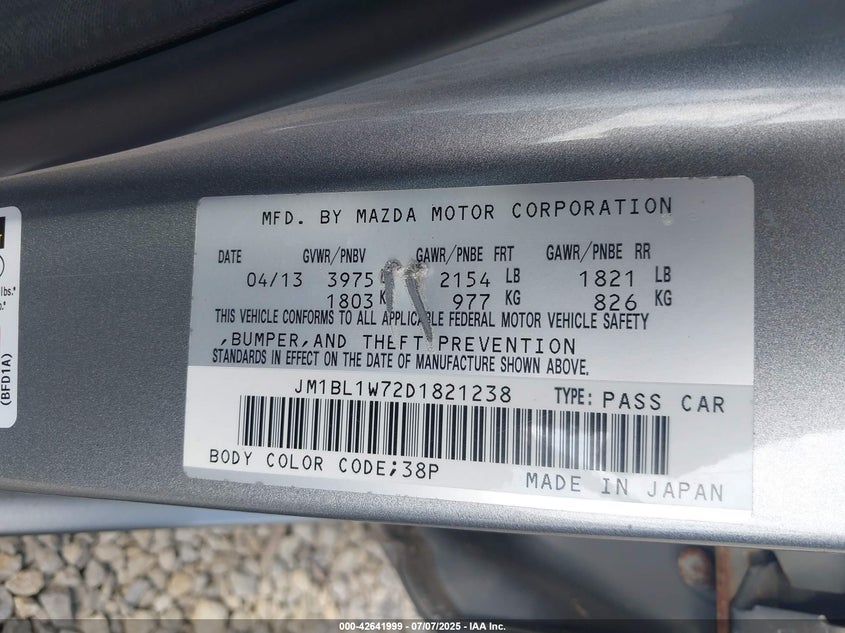 MFD. BY MAZDA MOTOR CORPORATION
DATE GVWR/PNBV GAWR/PNBE FRT GAWR/PNBE RR
04/13 3975 2154 LB 1821 LB
1803 K 977 KG 826 KG
THIS VEHICLE CONFORMS TO ALL APPLICABLE FEDERAL MOTOR VEHICLE SAFETY
,BUMPER,AND THEFT PREVENTION
STANDARDS IN EFFECT ON THE DATE OF MANUFACTURE SHOWN ABOVE.
JM1BL1W72D1821238 TYPE: PASS CAR
BODY COLOR CODE;38P
MADE IN JAPAN
lbs.*
(BFD1A)
000-42641999 - 07/07/2025 - IAA Inc.